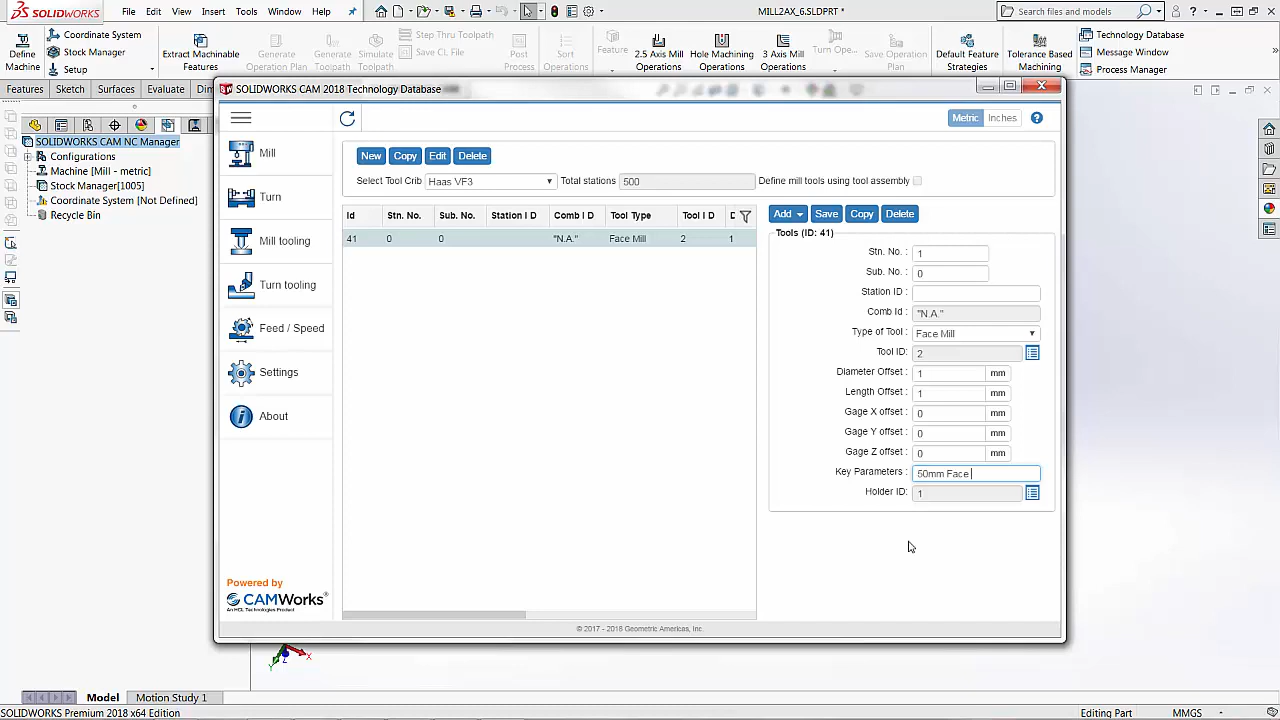 SOLIDWORKS File Edit View Insert Tools Window Help MILL2AX_6.SLDPRT * Search files and models
Define Machine
Coordinate System
Stock Manager
Setup
Extract Machinable Features
Generate Operation Plan
Generate Toolpath
Simulate Toolpath
Step Thru Toolpath
Save CL File
Post Process
Sort Operations
Feature
2.5 Axis Mill Operations
Hole Machining Operations
3 Axis Mill Operations
Turn Ope...
Save Operation Plan
Default Feature Strategies
Tolerance Based Machining
Technology Database
Message Window
Process Manager
Features Sketch Surfaces Evaluate
SOLIDWORKS CAM NC Manager
Configurations
Machine [Mill - metric]
Stock Manager[1005]
Coordinate System [Not Defined]
Recycle Bin
SOLIDWORKS CAM 2018 Technology Database
Metric Inches
Mill
Turn
Mill tooling
Turn tooling
Feed / Speed
Settings
About
Powered by
CAMWorks®
An HCL Technologies Product
New Copy Edit Delete
Select Tool Crib Haas VF3 Total stations 500 Define mill tools using tool assembly
Id Stn. No. Sub. No. Station ID Comb ID Tool Type Tool ID D
41 0 0 "N.A." Face Mill 2 1
Add Save Copy Delete
Tools (ID: 41)
Stn. No. : 1
Sub. No. : 0
Station ID :
Comb Id : "N.A."
Type of Tool : Face Mill
Tool ID: 2
Diameter Offset : 1 mm
Length Offset : 1 mm
Gage X offset : 0 mm
Gage Y offset : 0 mm
Gage Z offset : 0 mm
Key Parameters : 50mm Face
Holder ID: 1
© 2017 - 2018 Geometric Americas, Inc.
Y Z X
Model Motion Study 1
SOLIDWORKS Premium 2018 x64 Edition Editing Part MMGS -